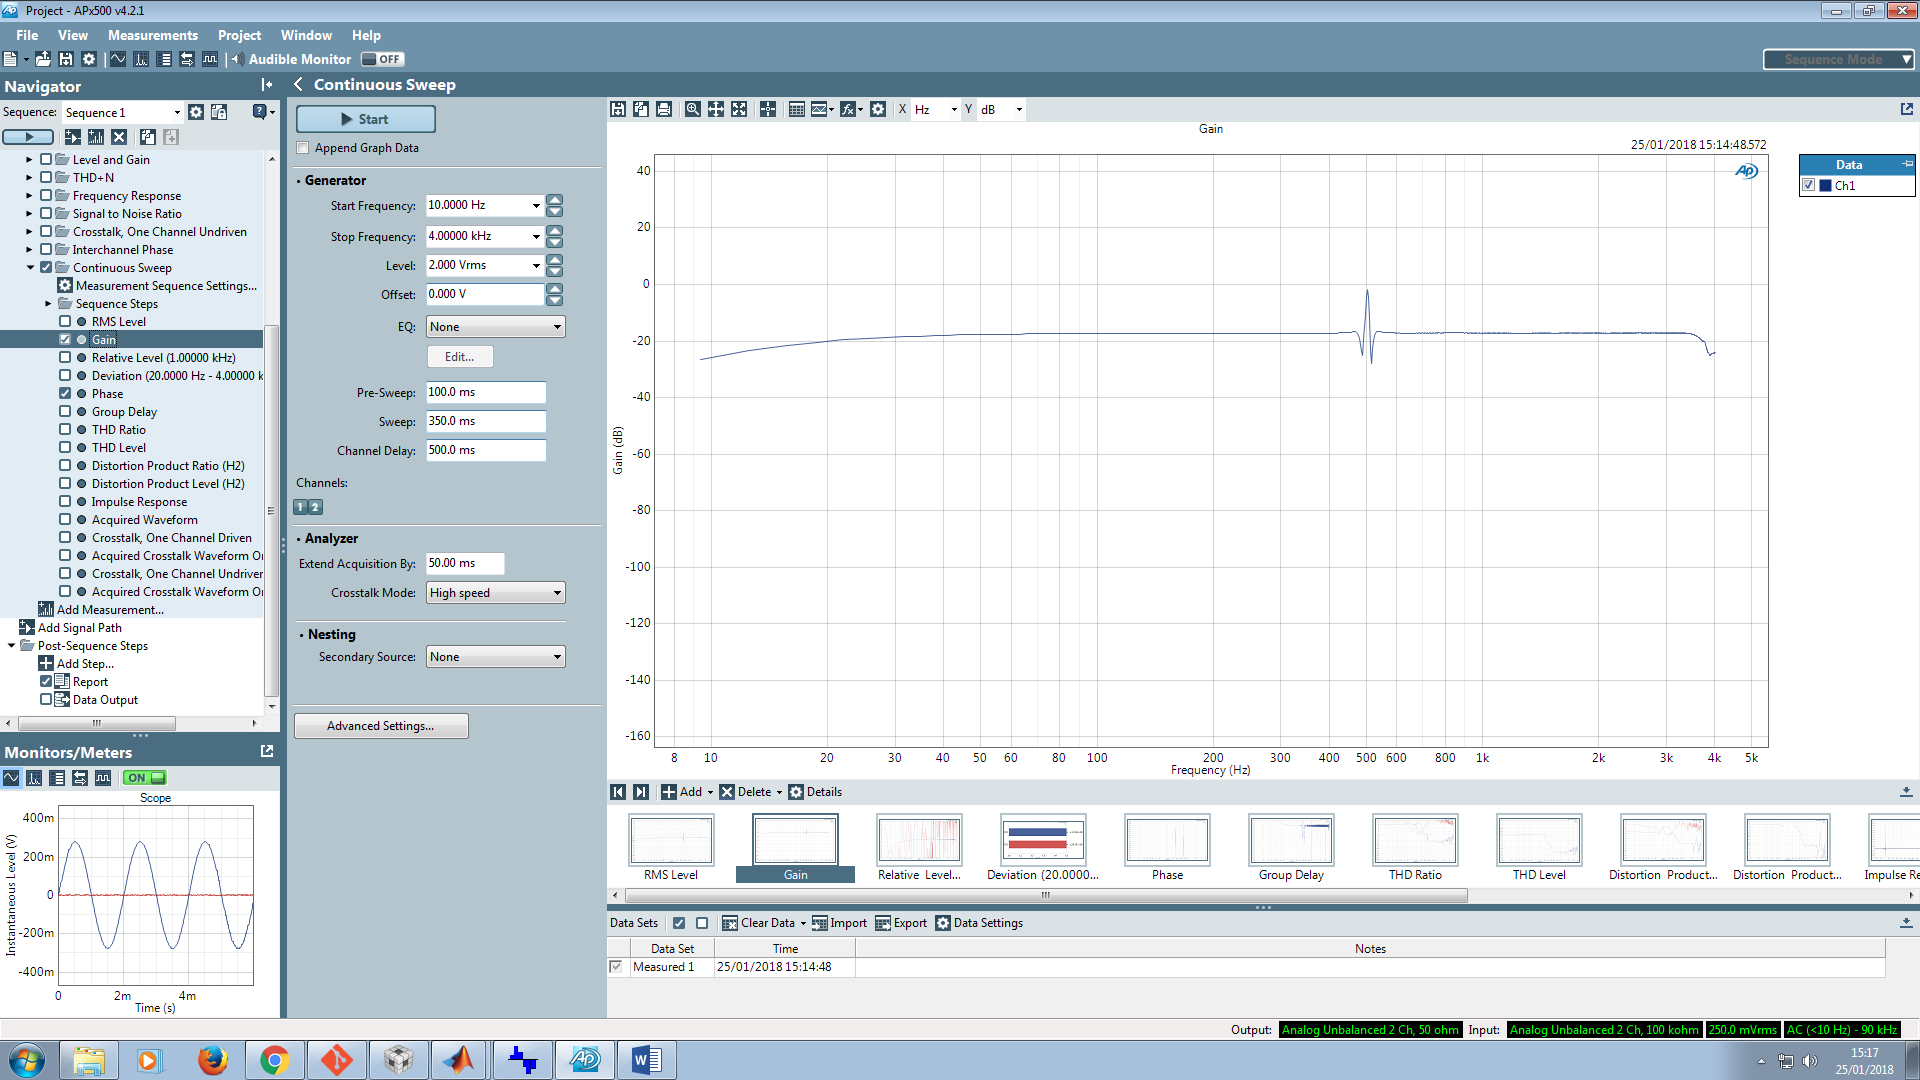 Project - APx500 v4.2.1
File View Measurements Project Window Help
Audible Monitor OFF
Sequence Mode
Navigator
Sequence: Sequence 1
Level and Gain
THD+N
Frequency Response
Signal to Noise Ratio
Crosstalk, One Channel Undriven
Interchannel Phase
Continuous Sweep
Measurement Sequence Settings...
Sequence Steps
RMS Level
Gain
Relative Level (1.00000 kHz)
Deviation (20.0000 Hz - 4.00000 k
Phase
Group Delay
THD Ratio
THD Level
Distortion Product Ratio (H2)
Distortion Product Level (H2)
Impulse Response
Acquired Waveform
Crosstalk, One Channel Driven
Acquired Crosstalk Waveform O
Crosstalk, One Channel Undriver
Acquired Crosstalk Waveform O
Add Measurement...
Add Signal Path
Post-Sequence Steps
Add Step...
Report
Data Output
Monitors/Meters
ON
Scope
400m
200m
0
-200m
-400m
Instantaneous Level (V)
0 2m 4m
Time (s)
Continuous Sweep
Start
Append Graph Data
Generator
Start Frequency: 10.0000 Hz
Stop Frequency: 4.00000 kHz
Level: 2.000 Vrms
Offset: 0.000 V
EQ: None
Edit...
Pre-Sweep: 100.0 ms
Sweep: 350.0 ms
Channel Delay: 500.0 ms
Channels:
1 2
Analyzer
Extend Acquisition By: 50.00 ms
Crosstalk Mode: High speed
Nesting
Secondary Source: None
Advanced Settings...
X Hz Y dB
Gain
25/01/2018 15:14:48.572
AP
40
20
0
-20
-40
-60
-80
-100
-120
-140
-160
Gain (dB)
8 10 20 30 40 50 60 80 100 200 300 400 500 600 800 1k 2k 3k 4k 5k
Frequency (Hz)
Data
Ch1
Add Delete Details
RMS Level Gain Relative Level... Deviation (20.0000... Phase Group Delay THD Ratio THD Level Distortion Product... Distortion Product... Impulse Re
Data Sets Clear Data Import Export Data Settings
Data Set Time Notes
Measured 1 25/01/2018 15:14:48
Output: Analog Unbalanced 2 Ch, 50 ohm Input: Analog Unbalanced 2 Ch, 100 kohm 250.0 mVrms AC (<10 Hz) - 90 kHz
15:17
25/01/2018